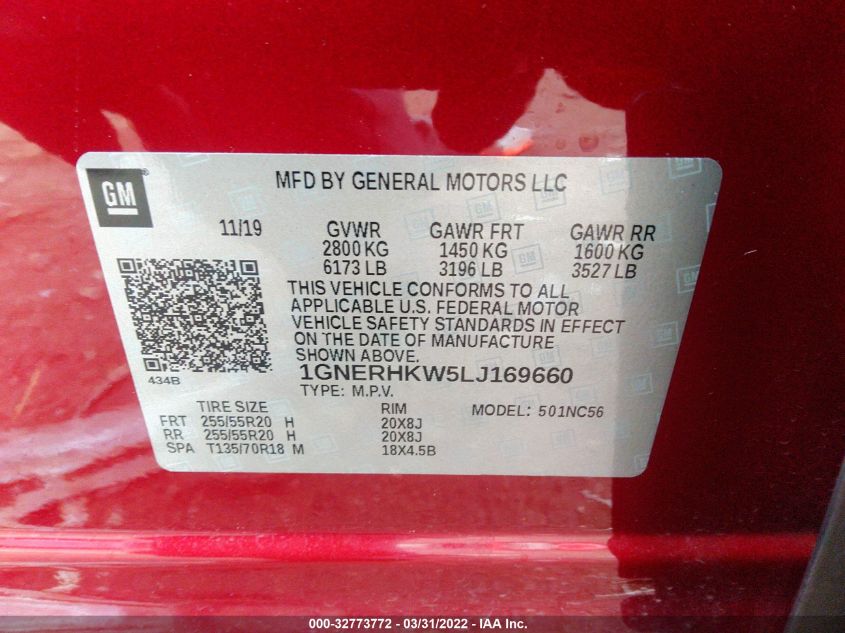 GM
MFD BY GENERAL MOTORS LLC
11/19 GVWR GAWR FRT GAWR RR
2800 KG 1450 KG 1600 KG
6173 LB 3196 LB 3527 LB
THIS VEHICLE CONFORMS TO ALL
APPLICABLE U.S. FEDERAL MOTOR
VEHICLE SAFETY STANDARDS IN EFFECT
ON THE DATE OF MANUFACTURE
SHOWN ABOVE.
434B
1GNERHKW5LJ169660
TYPE: M.P.V.
TIRE SIZE RIM MODEL: 501NC56
FRT 255/55R20 H 20X8J
RR 255/55R20 H 20X8J
SPA T135/70R18 M 18X4.5B
000-32773772 - 03/31/2022 - IAA Inc.